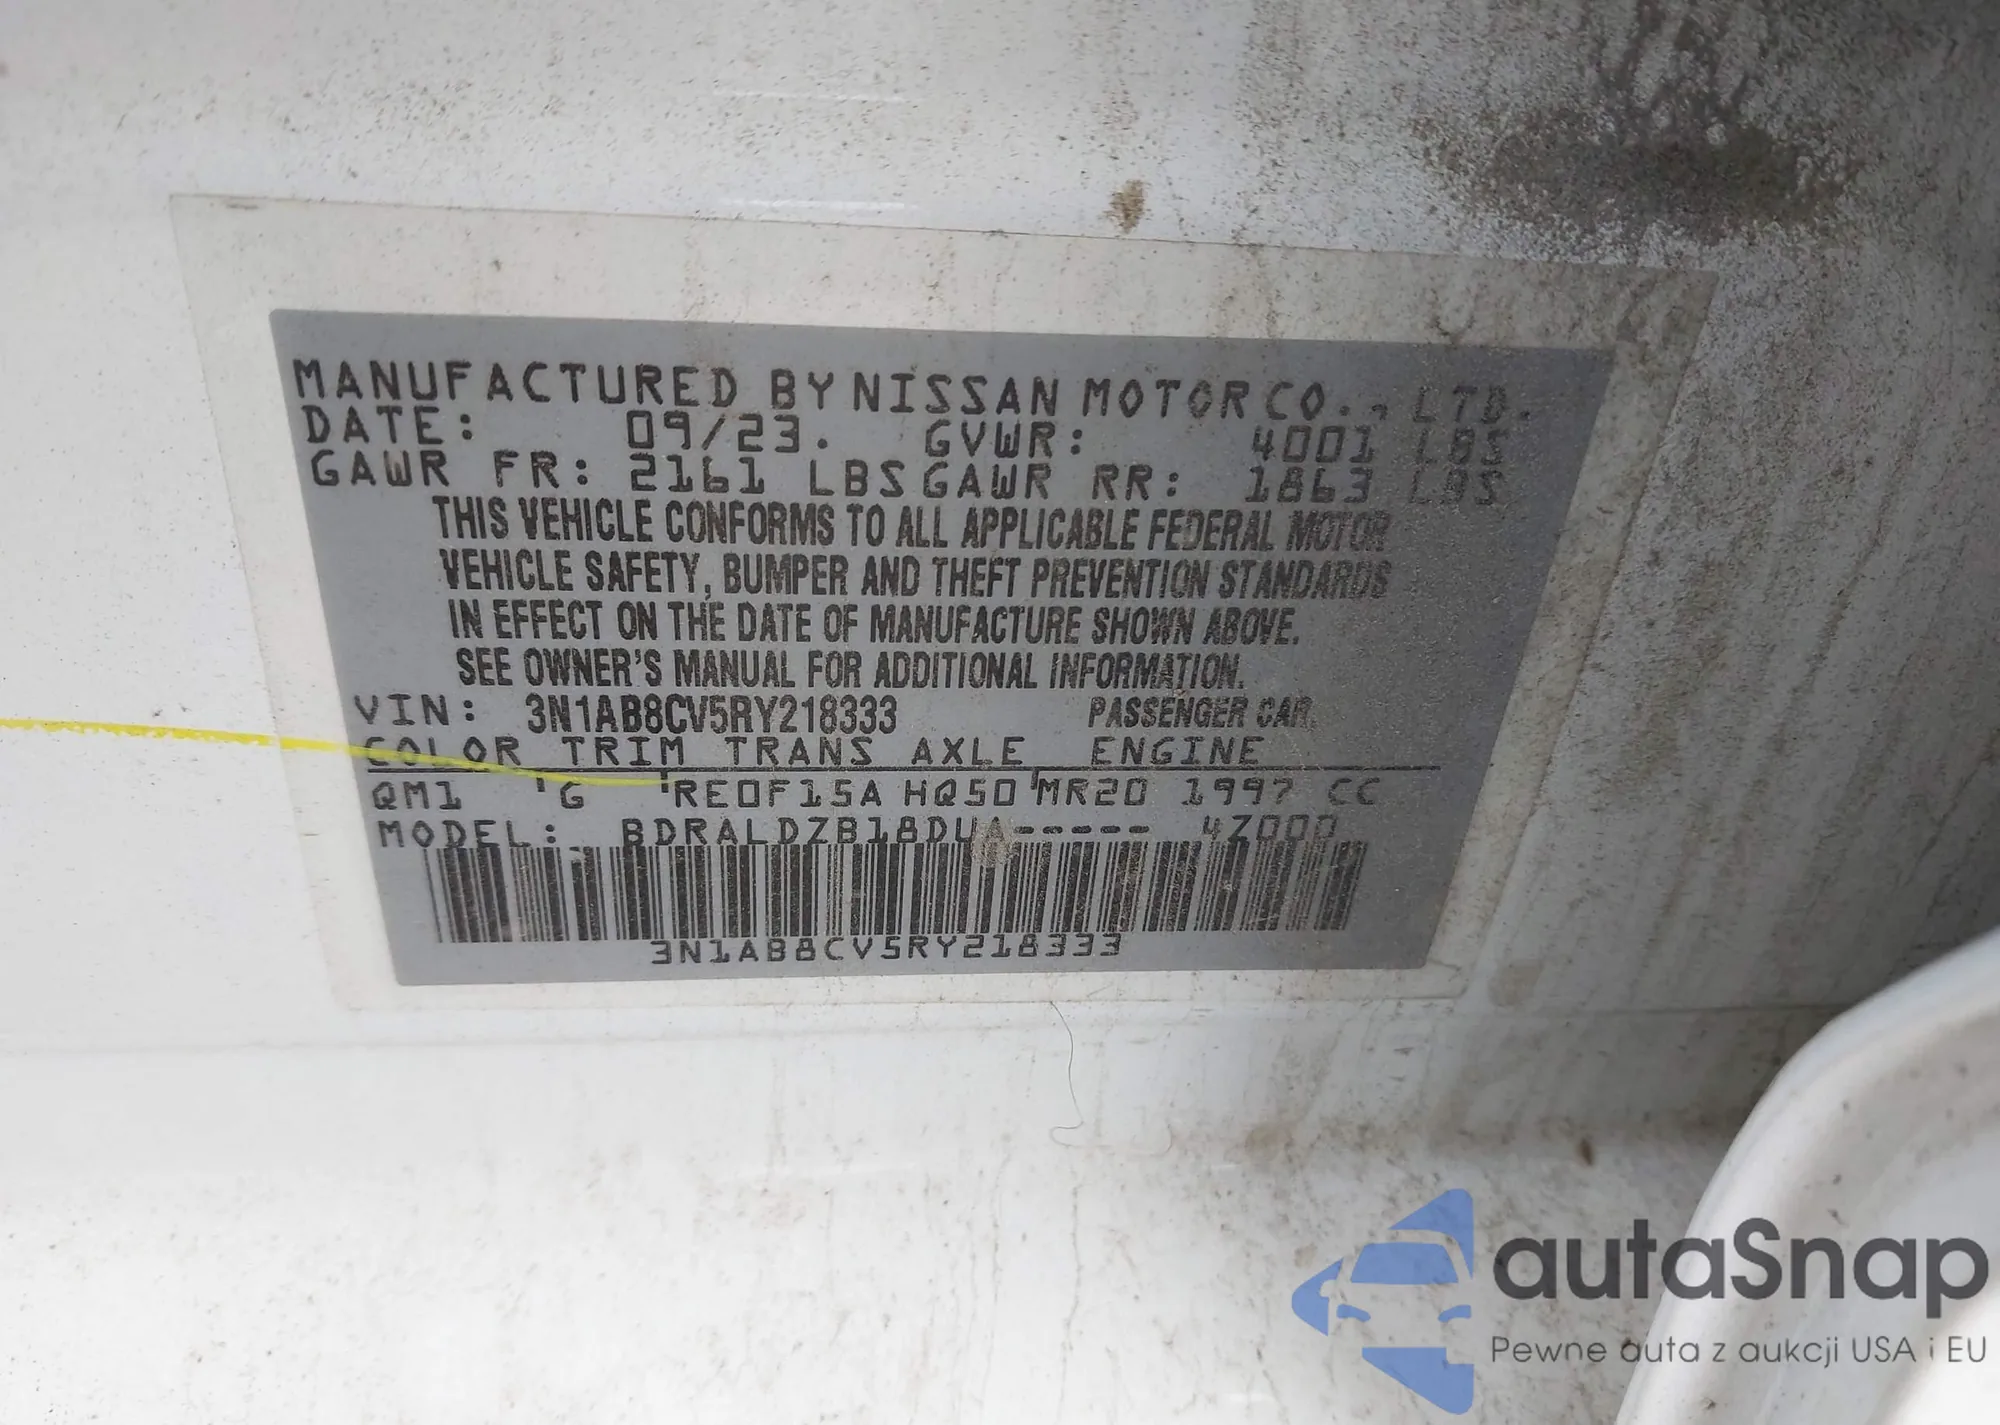 MANUFACTURED BY NISSAN MOTOR CO., LTD.
DATE: 09/23. GVWR: 4001 LBS
GAWR FR: 2161 LBS GAWR RR: 1863 LBS
THIS VEHICLE CONFORMS TO ALL APPLICABLE FEDERAL MOTOR
VEHICLE SAFETY, BUMPER AND THEFT PREVENTION STANDARDS
IN EFFECT ON THE DATE OF MANUFACTURE SHOWN ABOVE.
SEE OWNER'S MANUAL FOR ADDITIONAL INFORMATION.
VIN: 3N1AB8CV5RY218333 PASSENGER CAR.
COLOR TRIM TRANS AXLE ENGINE
QM1 'G 'RE0F15A HQ50'MR20 1997 CC
MODEL: BDRALDZB18DUA----- 4Z000
3N1AB8CV5RY218333
autaSnap
Pewne auta z aukcji USA i EU